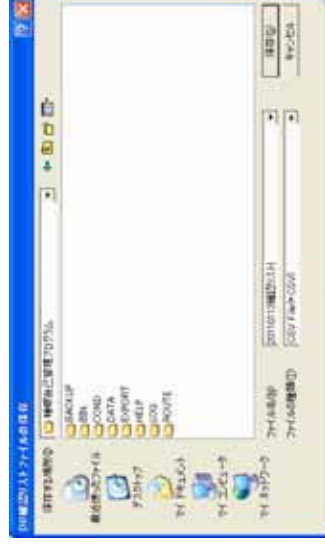 保存する場所(I):
BACKUP
BIN
COND
DATA
EXPORT
HELP
LOG
ROUTE
最近使ったファイル
デスクトップ
マイ ドキュメント
マイ コンピュータ
マイ ネットワーク
ファイル名(N):
保存(S)
ファイルの種類(T):
CSV File(*.CSV)
キャンセル